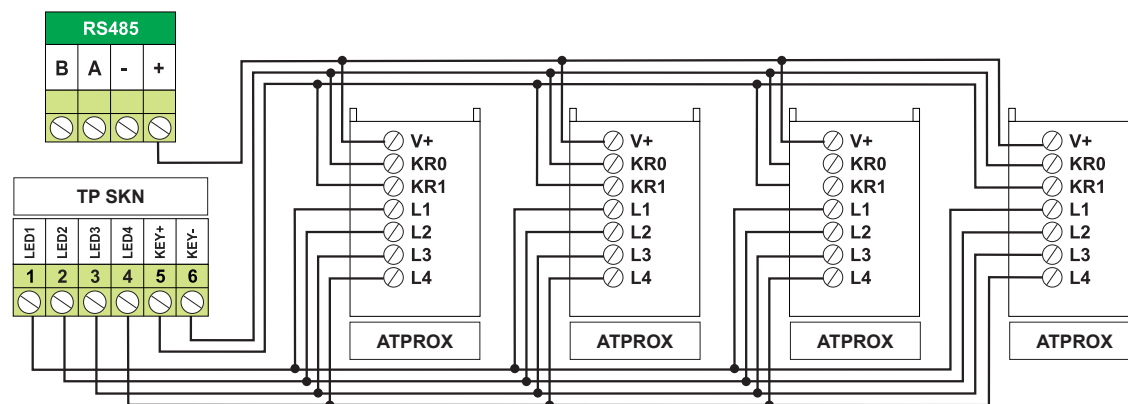 RS485
B A - +
TP SKN
LED1 LED2 LED3 LED4 KEY+ KEY-
1 2 3 4 5 6
V+
KR0
KR1
L1
L2
L3
L4
ATPROX
V+
KR0
KR1
L1
L2
L3
L4
ATPROX
V+
KR0
KR1
L1
L2
L3
L4
ATPROX
V+
KR0
KR1
L1
L2
L3
L4
ATPROX